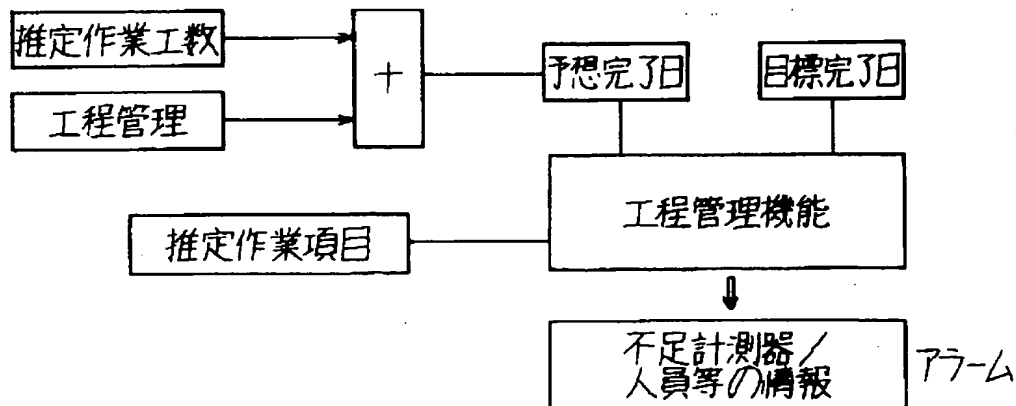 推定作業工数
工程管理
+
予想完了日
目標完了日
工程管理機能
推定作業項目
不足計測器/
人員等の情報
アラーム